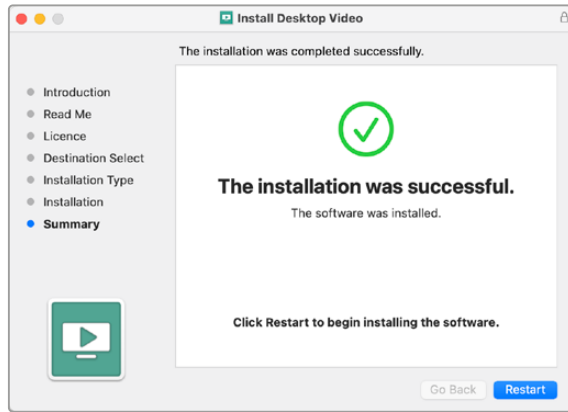 Install Desktop Video
The installation was completed successfully.
Introduction
Read Me
Licence
Destination Select
Installation Type
Installation
Summary
The installation was successful.
The software was installed.
Click Restart to begin installing the software.
Go Back
Restart